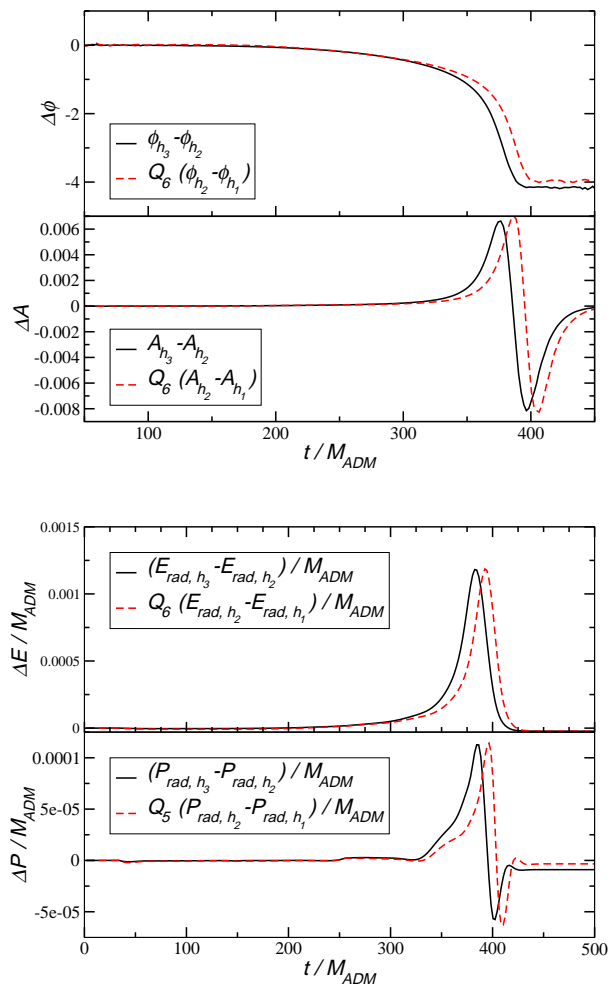 0
-2
-4
Δϕ
ϕ_{h_3}-ϕ_{h_2}
Q_6 (ϕ_{h_2}-ϕ_{h_1})
0.006
0.004
0.002
0
-0.002
-0.004
-0.006
-0.008
ΔA
A_{h_3}-A_{h_2}
Q_6 (A_{h_2}-A_{h_1})
100 200 300 400
t / M_{ADM}
0.0015
0.001
0.0005
0
ΔE / M_{ADM}
(E_{rad, h_3}-E_{rad, h_2}) / M_{ADM}
Q_6 (E_{rad, h_2}-E_{rad, h_1}) / M_{ADM}
0.0001
5e-05
0
-5e-05
ΔP / M_{ADM}
(P_{rad, h_3}-P_{rad, h_2}) / M_{ADM}
Q_5 (P_{rad, h_2}-P_{rad, h_1}) / M_{ADM}
0 100 200 300 400 500
t / M_{ADM}